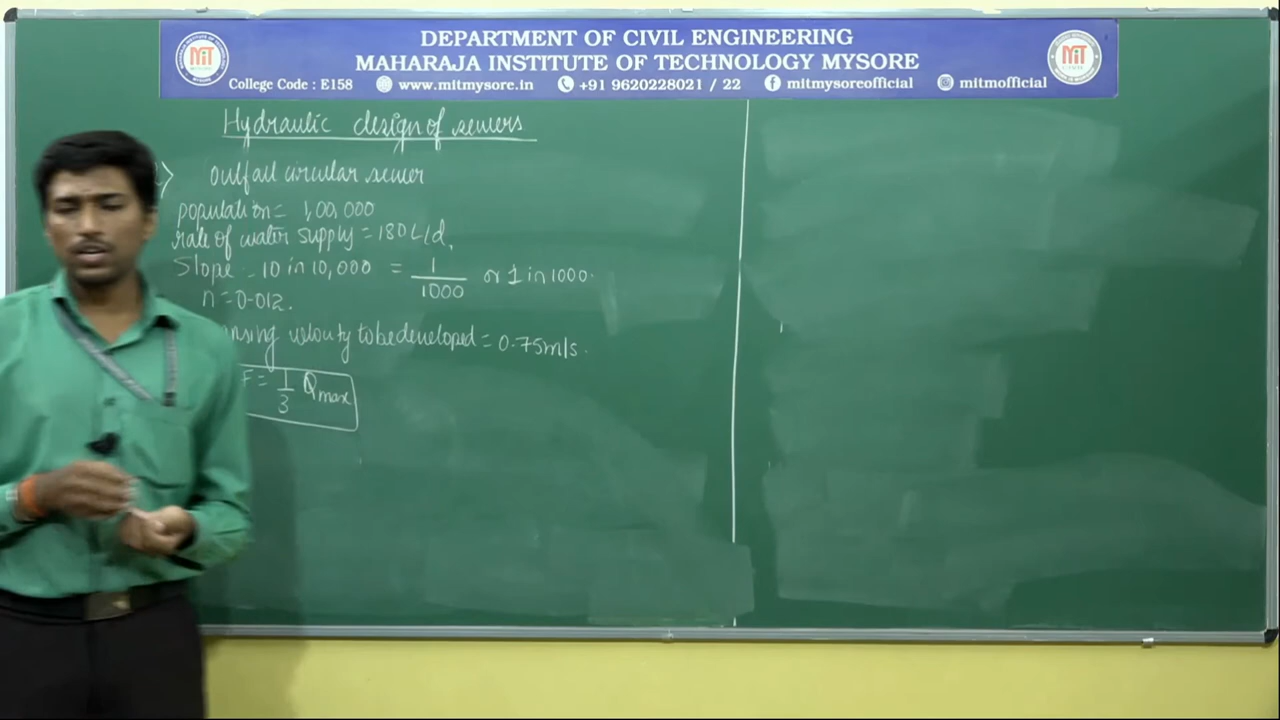 DEPARTMENT OF CIVIL ENGINEERING
MAHARAJA INSTITUTE OF TECHNOLOGY MYSORE
College Code : E158 www.mitmysore.in +91 9620228021 / 22 mitmysoreofficial mitmofficial
MIT
MIT
Hydraulic design of sewers
outfall circular sewer
population = 1,00,000
rate of water supply = 180 L/d,
Slope - 10 in 10,000 = 1/1000 or 1 in 1000.
n = 0.012.
velocity to be developed = 0.75m/s.
F = 1/3 Qmax